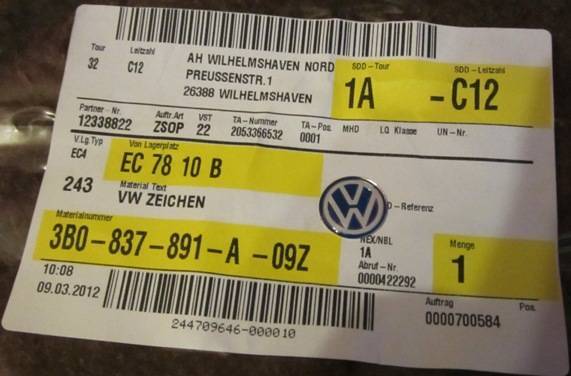 Tour Leitzahl AH WILHELMSHAVEN NORD SDD-Tour SDD-Leitzahl
32 C12 PREUSSENSTR.1 1A -C12
26388 WILHELMSHAVEN
Partner-Nr. Auftr.Art VST TA-Nummer TA-Pos. MHD LQ Klasse UN-Nr.
12338822 ZSOP 22 2053366532 0001
V.Lg.Typ Von Lagerplatz
EC4 EC 78 10 B
243 Material Text
VW ZEICHEN D-Referenz
Materialnummer NEX/NBL Menge
3B0-837-891-A -09Z 1A 1
Abruf-Nr.
10:08 0000422292
09.03.2012 Auftrag Pos.
244709646-000010 0000700584